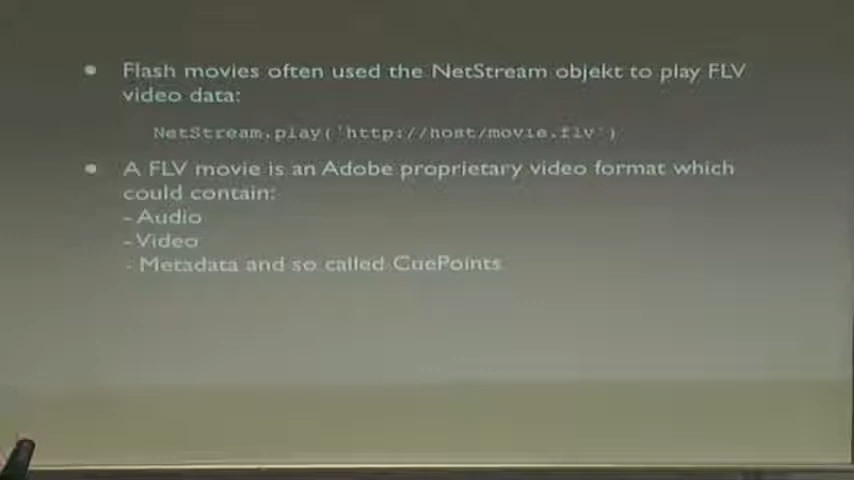 Flash movies often used the NetStream objekt to play FLV
video data:
NetStream.play('http://host/movie.flv')
A FLV movie is an Adobe proprietary video format which
could contain:
- Audio
- Video
- Metadata and so called CuePoints